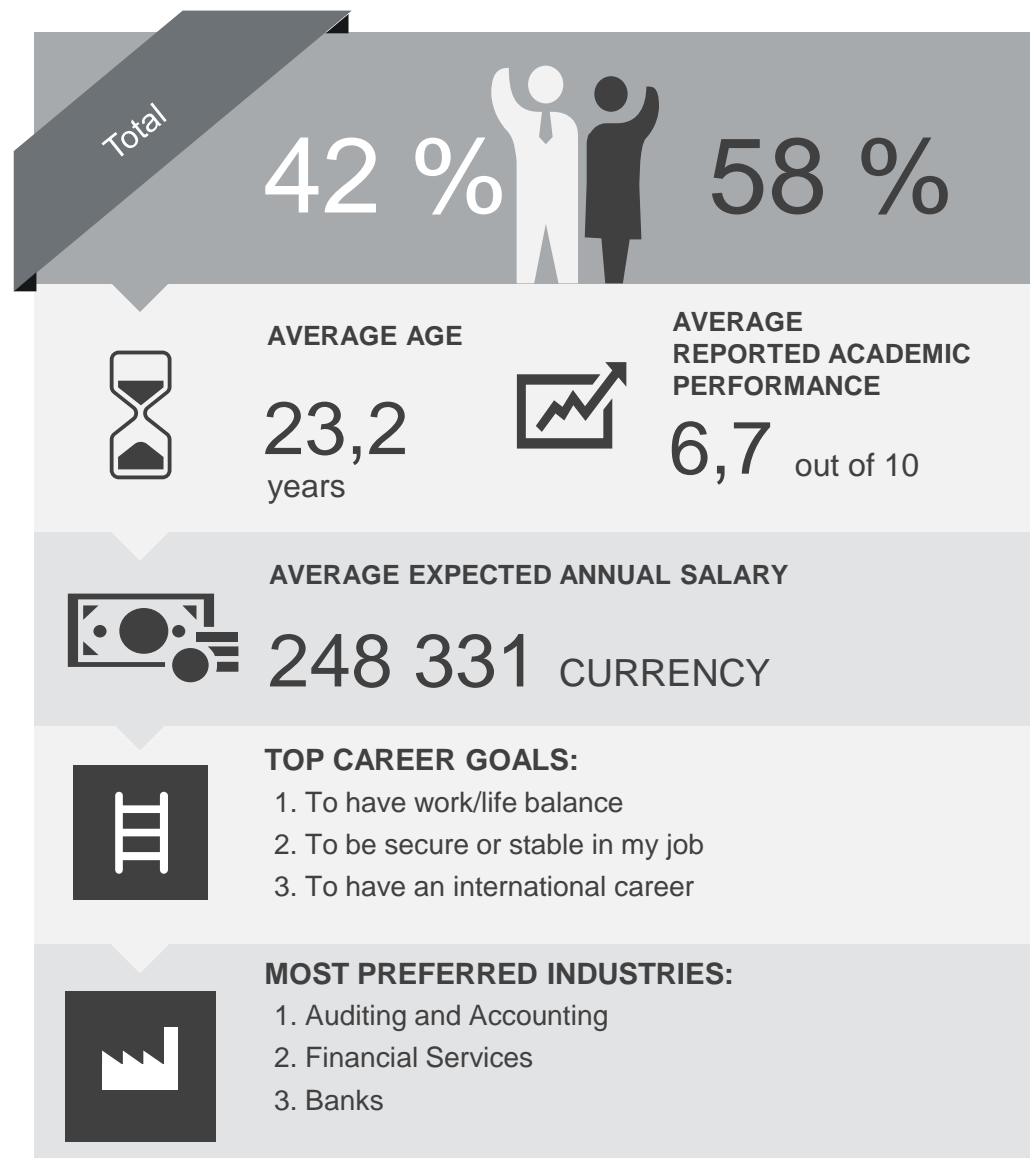 Total
42 %
58 %
AVERAGE AGE
23,2
years
AVERAGE
REPORTED ACADEMIC
PERFORMANCE
6,7 out of 10
AVERAGE EXPECTED ANNUAL SALARY
248 331 CURRENCY
TOP CAREER GOALS:
1. To have work/life balance
2. To be secure or stable in my job
3. To have an international career
MOST PREFERRED INDUSTRIES:
1. Auditing and Accounting
2. Financial Services
3. Banks